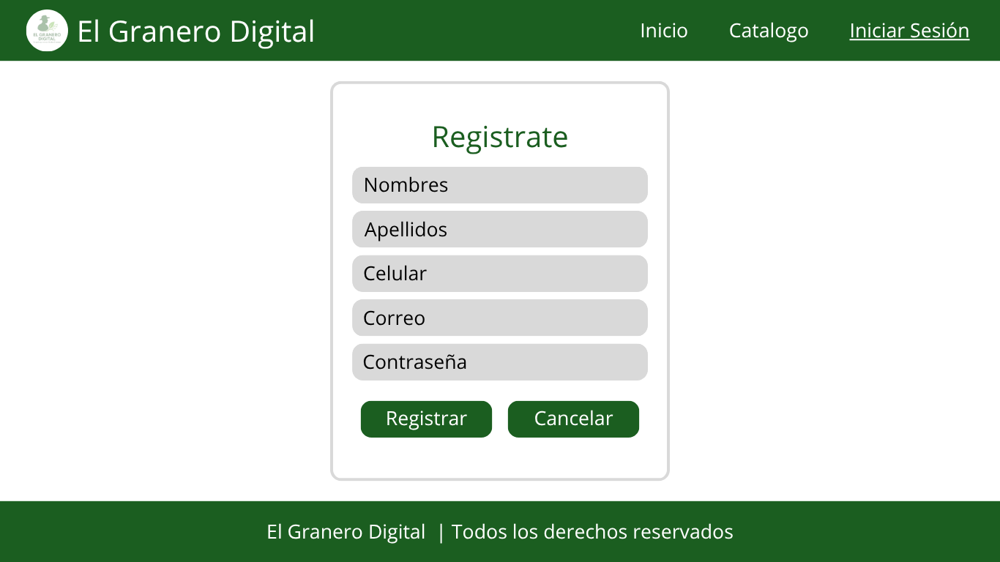 EL GRANERO
DIGITAL
El Granero Digital
Inicio
Catalogo
Iniciar Sesión
Registrate
Nombres
Apellidos
Celular
Correo
Contraseña
Registrar
Cancelar
El Granero Digital | Todos los derechos reservados